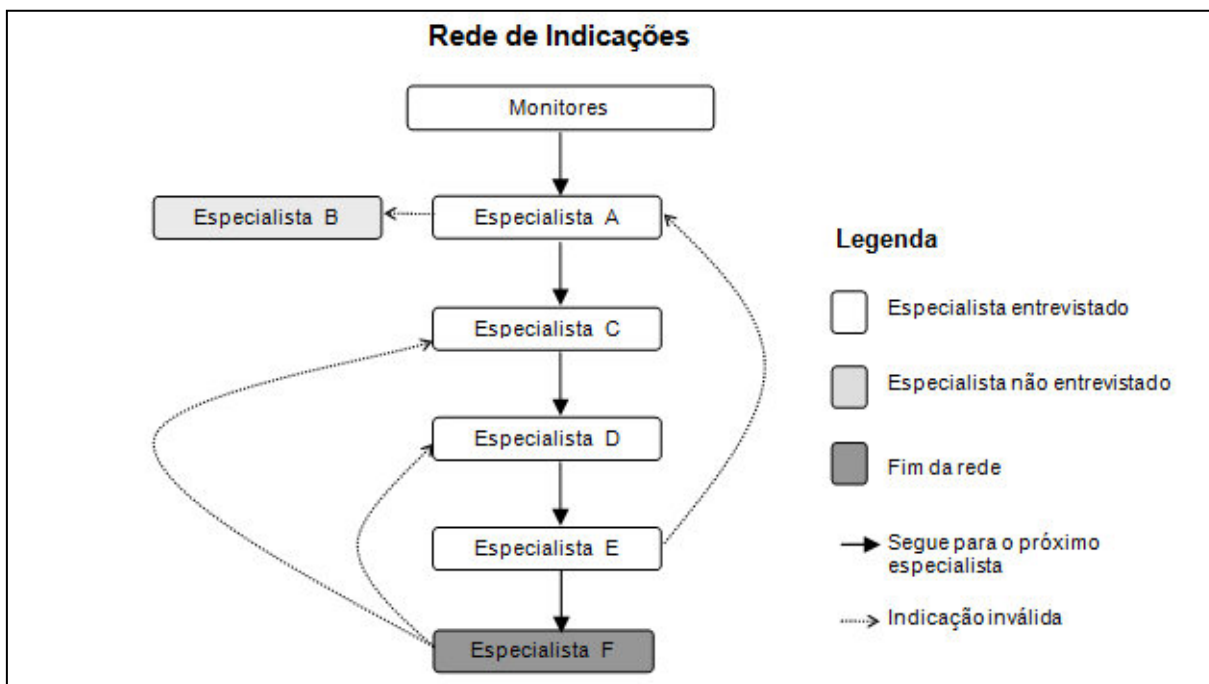 Rede de Indicações
Monitores
Especialista B
Especialista A
Especialista C
Especialista D
Especialista E
Especialista F
Legenda
Especialista entrevistado
Especialista não entrevistado
Fim da rede
Segue para o próximo
especialista
Indicação inválida